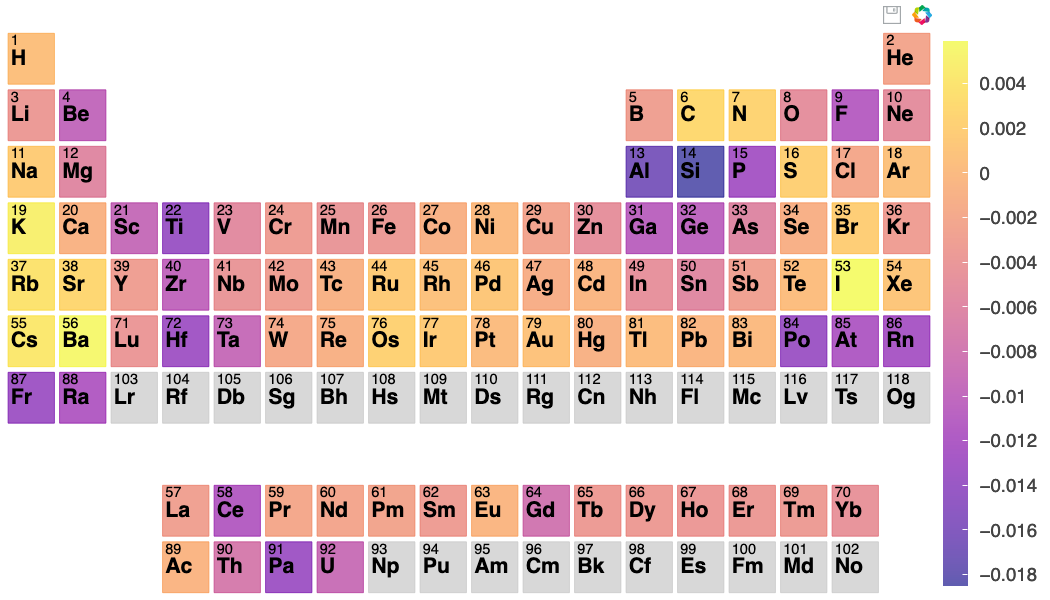 1 2
H He
3 4 5 6 7 8 9 10
Li Be B C N O F Ne
11 12 13 14 15 16 17 18
Na Mg Al Si P S Cl Ar
19 20 21 22 23 24 25 26 27 28 29 30 31 32 33 34 35 36
K Ca Sc Ti V Cr Mn Fe Co Ni Cu Zn Ga Ge As Se Br Kr
37 38 39 40 41 42 43 44 45 46 47 48 49 50 51 52 53 54
Rb Sr Y Zr Nb Mo Tc Ru Rh Pd Ag Cd In Sn Sb Te I Xe
55 56 71 72 73 74 75 76 77 78 79 80 81 82 83 84 85 86
Cs Ba Lu Hf Ta W Re Os Ir Pt Au Hg Tl Pb Bi Po At Rn
87 88 103 104 105 106 107 108 109 110 111 112 113 114 115 116 117 118
Fr Ra Lr Rf Db Sg Bh Hs Mt Ds Rg Cn Nh Fl Mc Lv Ts Og
57 58 59 60 61 62 63 64 65 66 67 68 69 70
La Ce Pr Nd Pm Sm Eu Gd Tb Dy Ho Er Tm Yb
89 90 91 92 93 94 95 96 97 98 99 100 101 102
Ac Th Pa U Np Pu Am Cm Bk Cf Es Fm Md No
0.004
0.002
0
−0.002
−0.004
−0.006
−0.008
−0.01
−0.012
−0.014
−0.016
−0.018